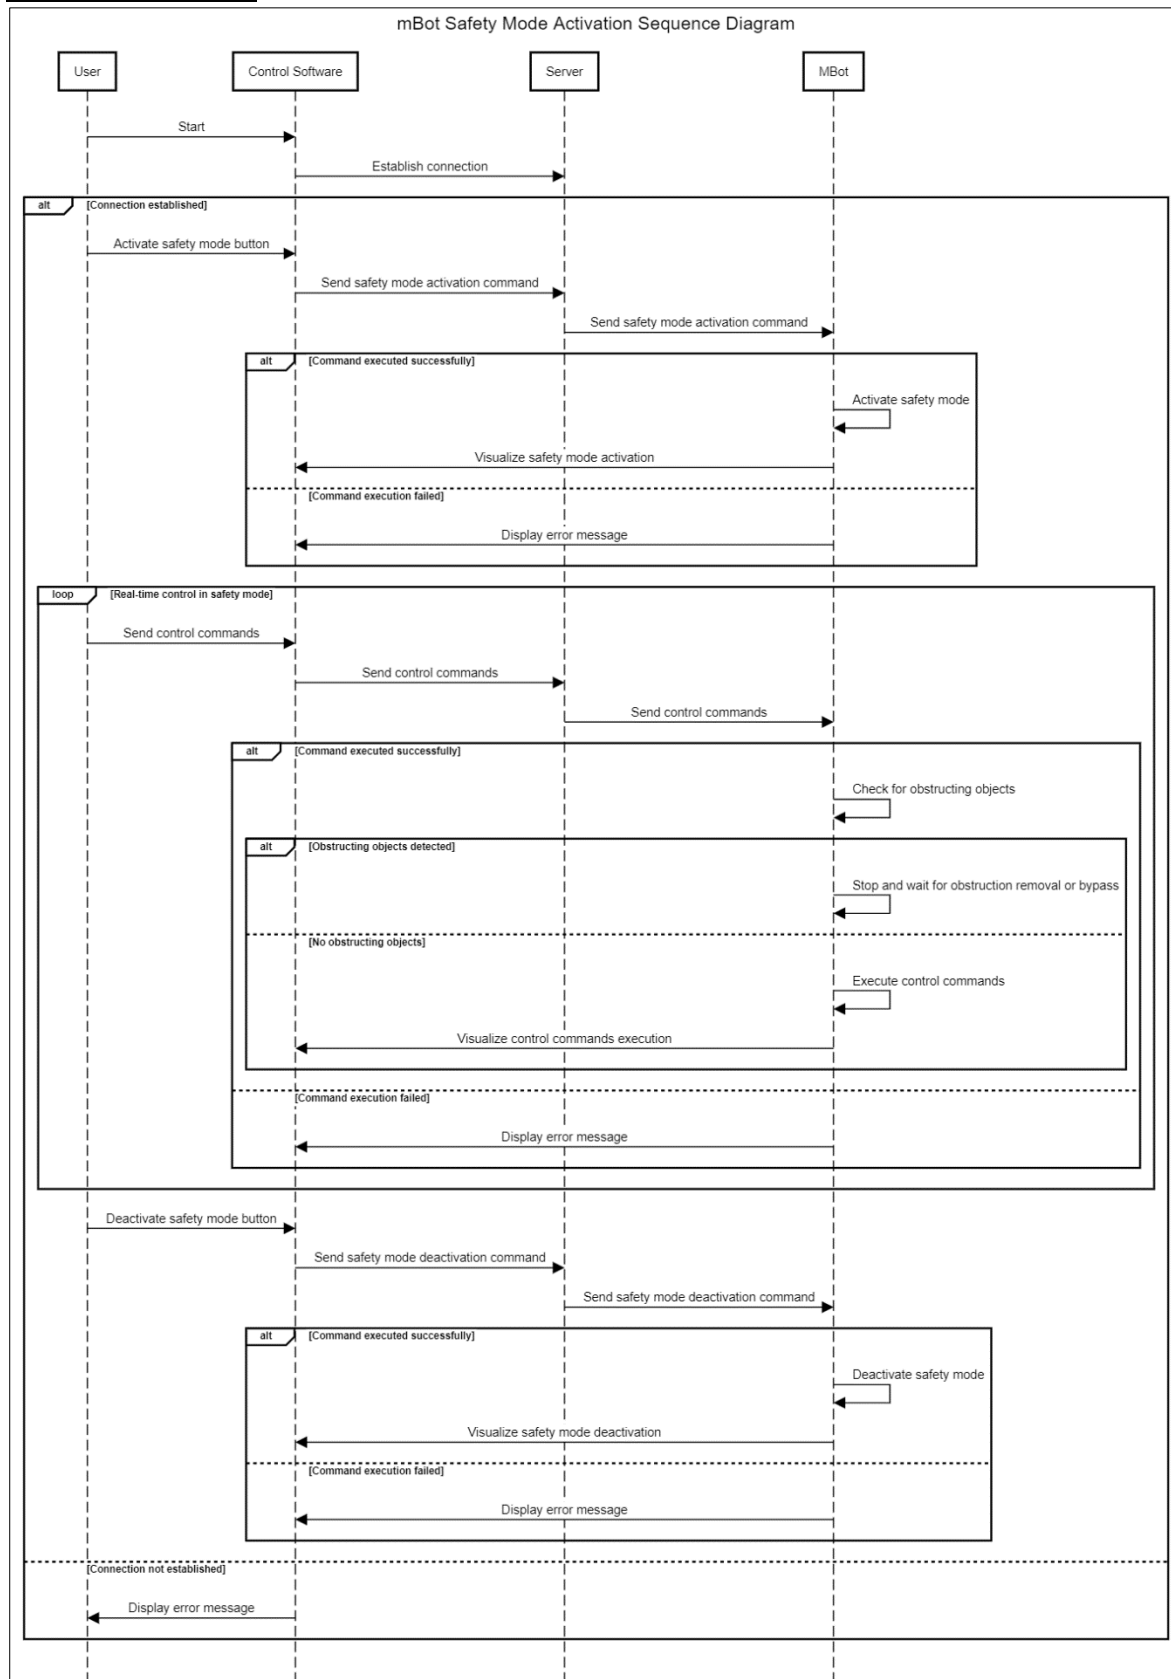 mBot Safety Mode Activation Sequence Diagram
User
Control Software
Server
MBot
Start
Establish connection
alt
[Connection established]
Activate safety mode button
Send safety mode activation command
Send safety mode activation command
alt
[Command executed successfully]
Activate safety mode
Visualize safety mode activation
[Command execution failed]
Display error message
loop
[Real-time control in safety mode]
Send control commands
Send control commands
Send control commands
alt
[Command executed successfully]
Check for obstructing objects
alt
[Obstructing objects detected]
Stop and wait for obstruction removal or bypass
[No obstructing objects]
Execute control commands
Visualize control commands execution
[Command execution failed]
Display error message
Deactivate safety mode button
Send safety mode deactivation command
Send safety mode deactivation command
alt
[Command executed successfully]
Deactivate safety mode
Visualize safety mode deactivation
[Command execution failed]
Display error message
[Connection not established]
Display error message